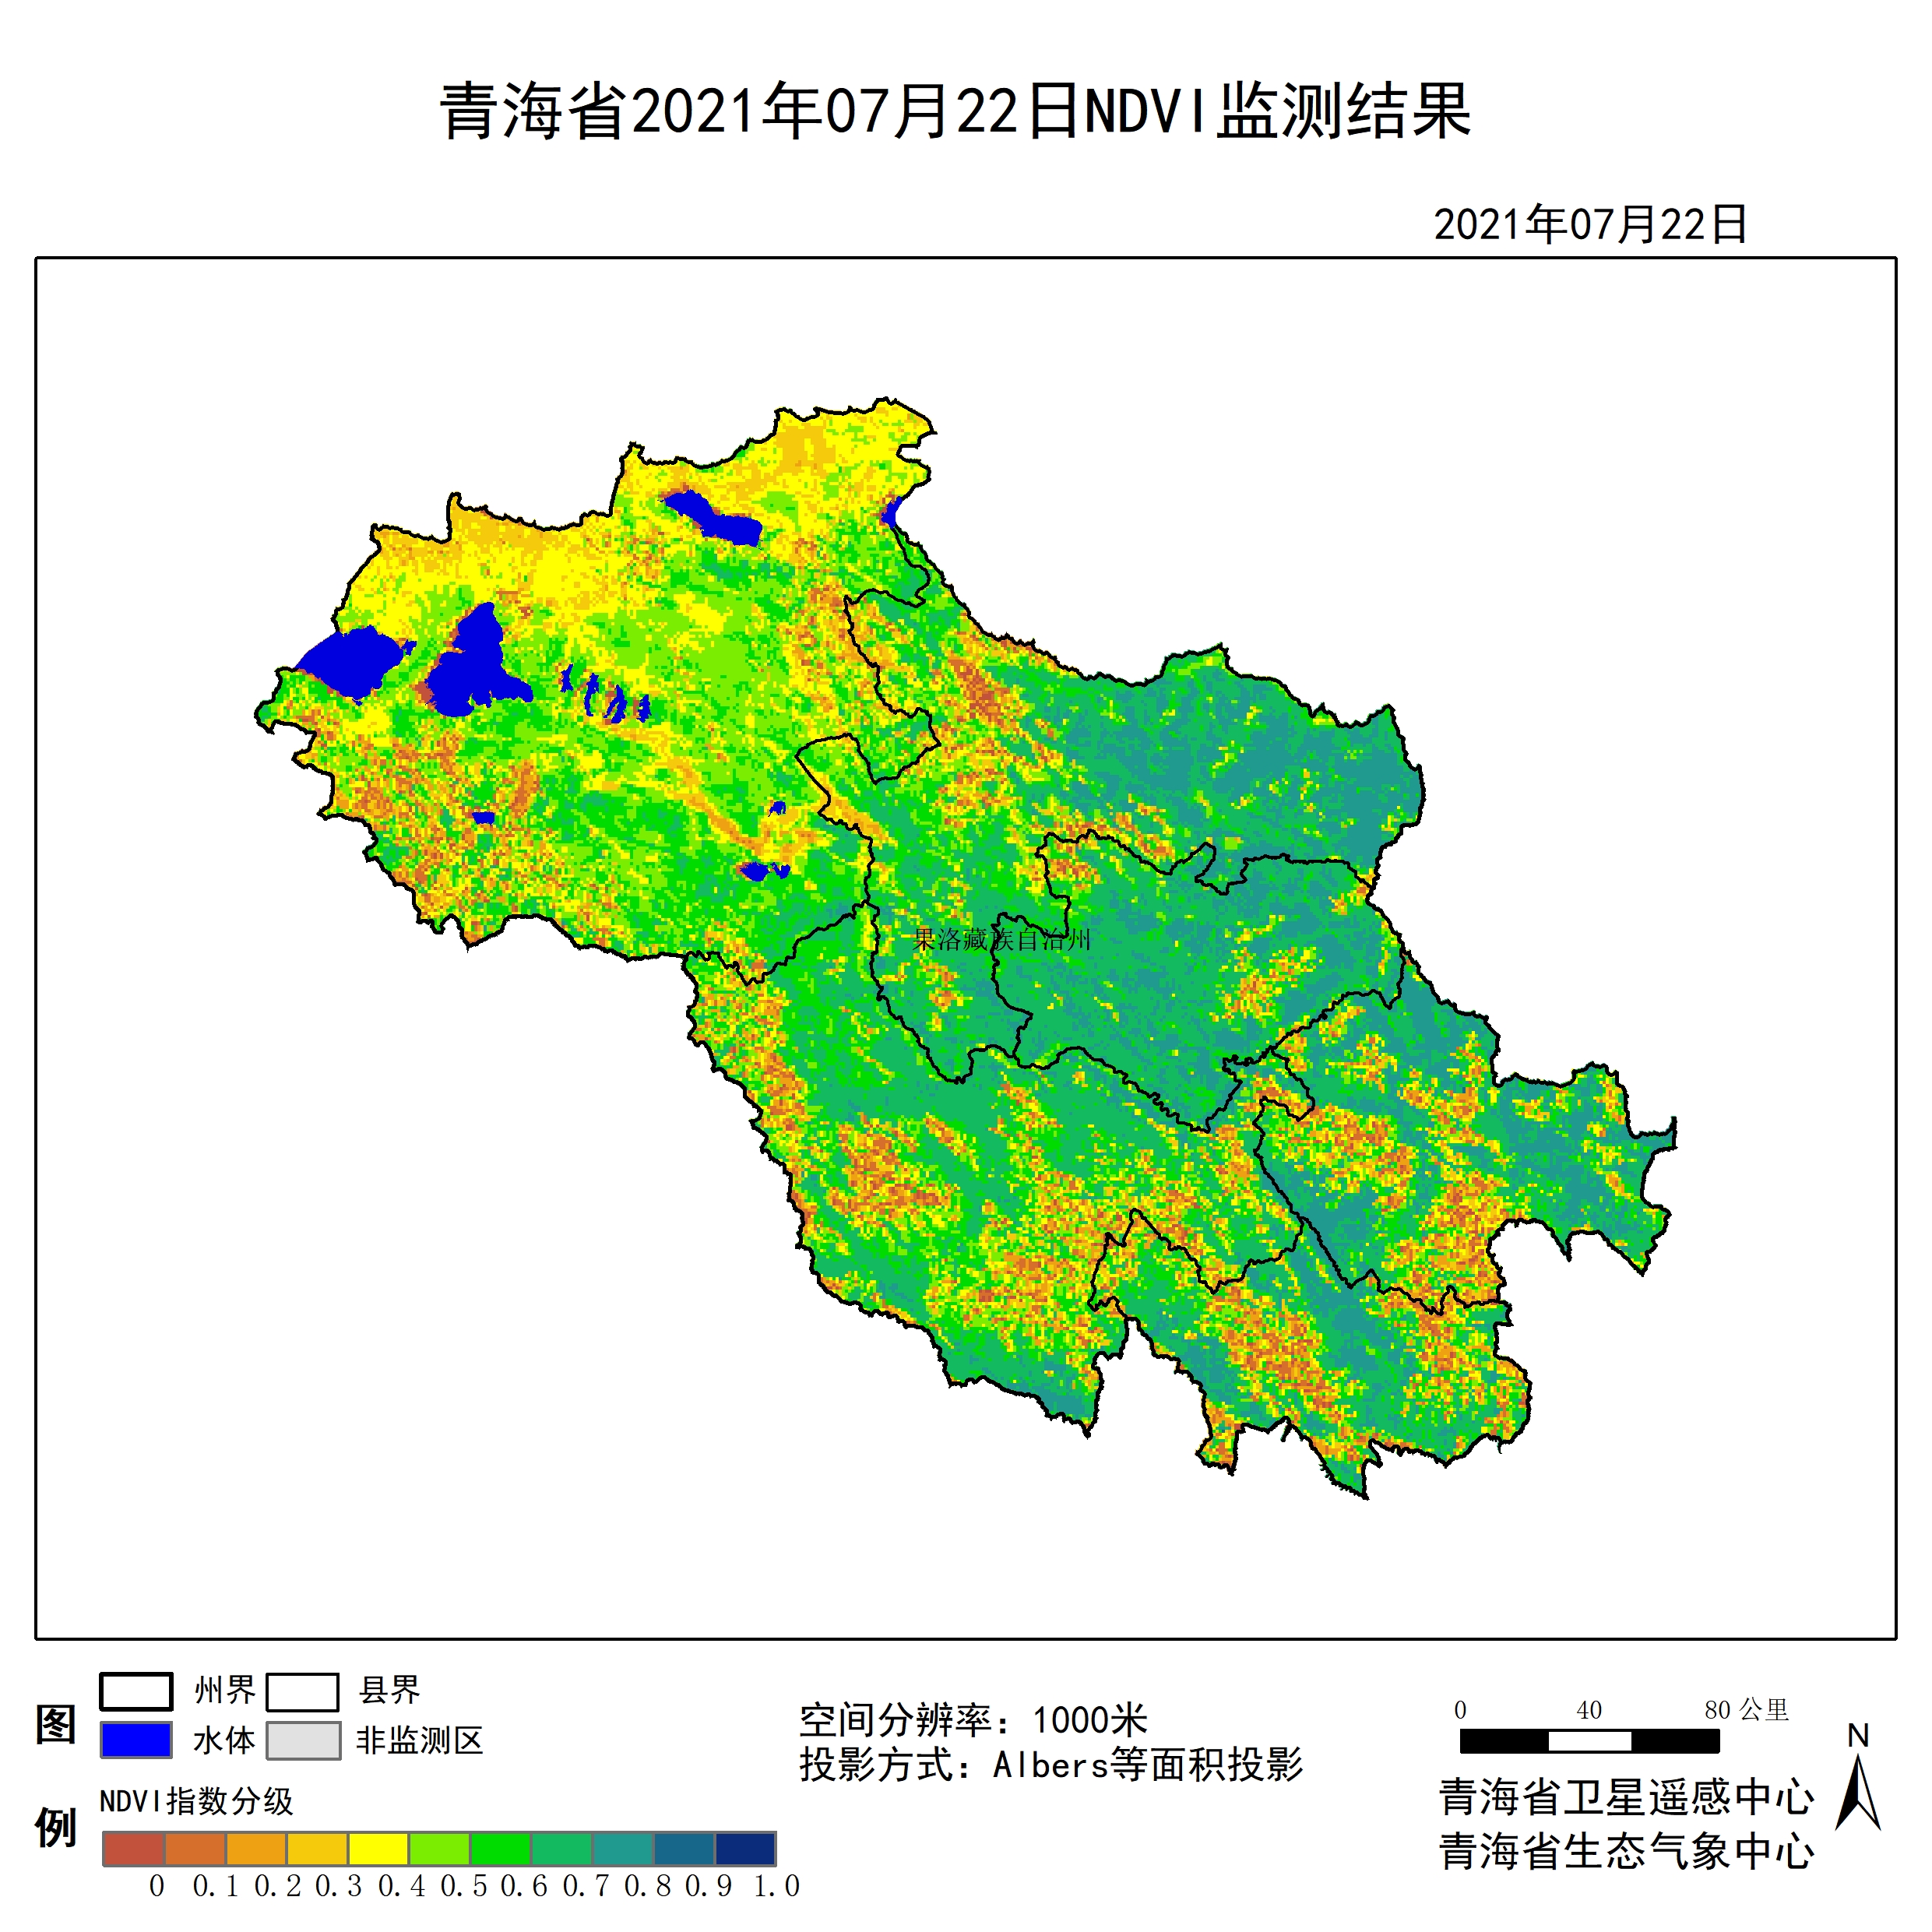 青海省2021年07月22日NDVI监测结果
2021年07月22日
果洛藏族自治州
图例
州界 县界
水体 非监测区
NDVI指数分级
0 0.1 0.2 0.3 0.4 0.5 0.6 0.7 0.8 0.9 1.0
空间分辨率：1000米
投影方式：Albers等面积投影
0 40 80 公里
N
青海省卫星遥感中心
青海省生态气象中心